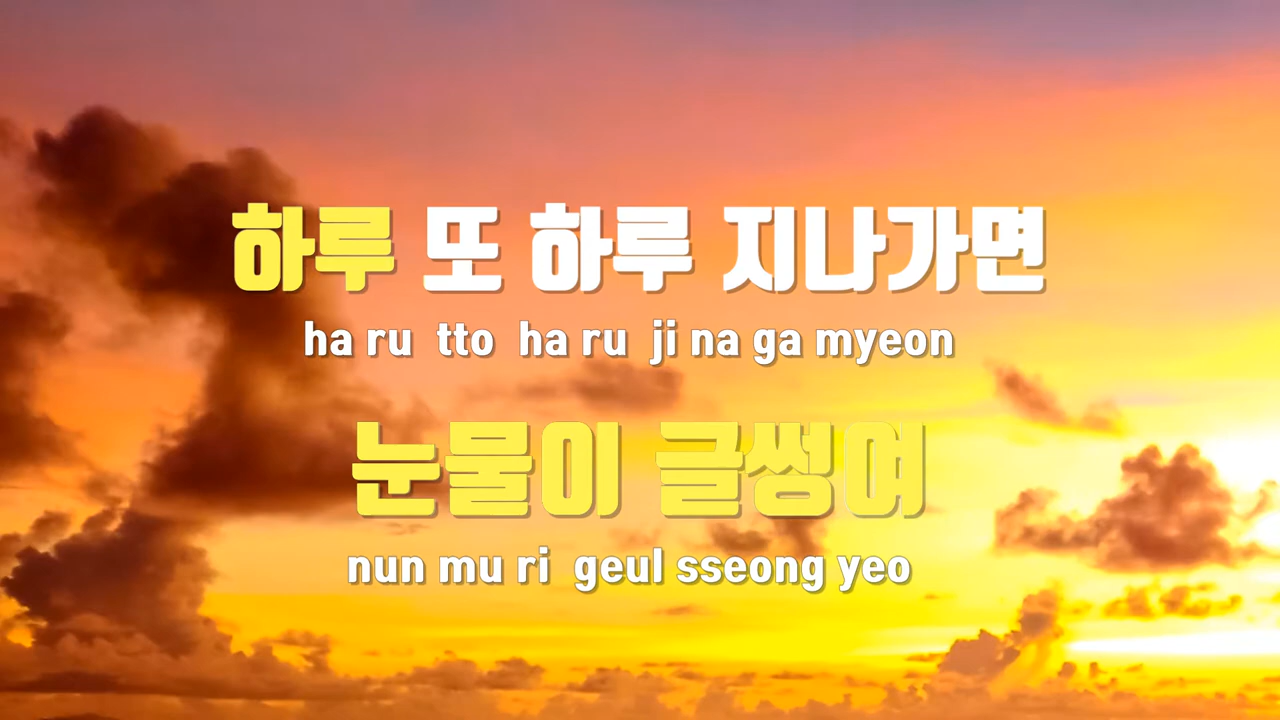 하루 또 하루 지나가면
ha ru tto ha ru ji na ga myeon
눈물이 글썽여
nun mu ri geul sseong yeo